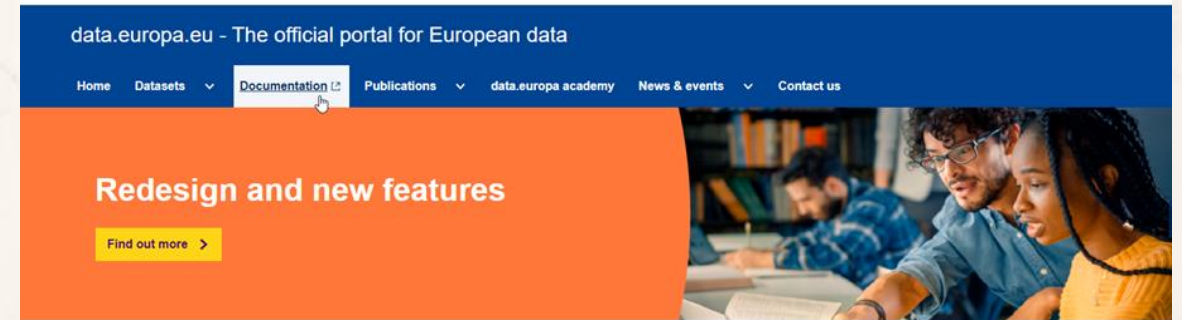 data.europa.eu - The official portal for European data
Home Datasets Documentation Publications data.europa academy News & events Contact us
Redesign and new features
Find out more